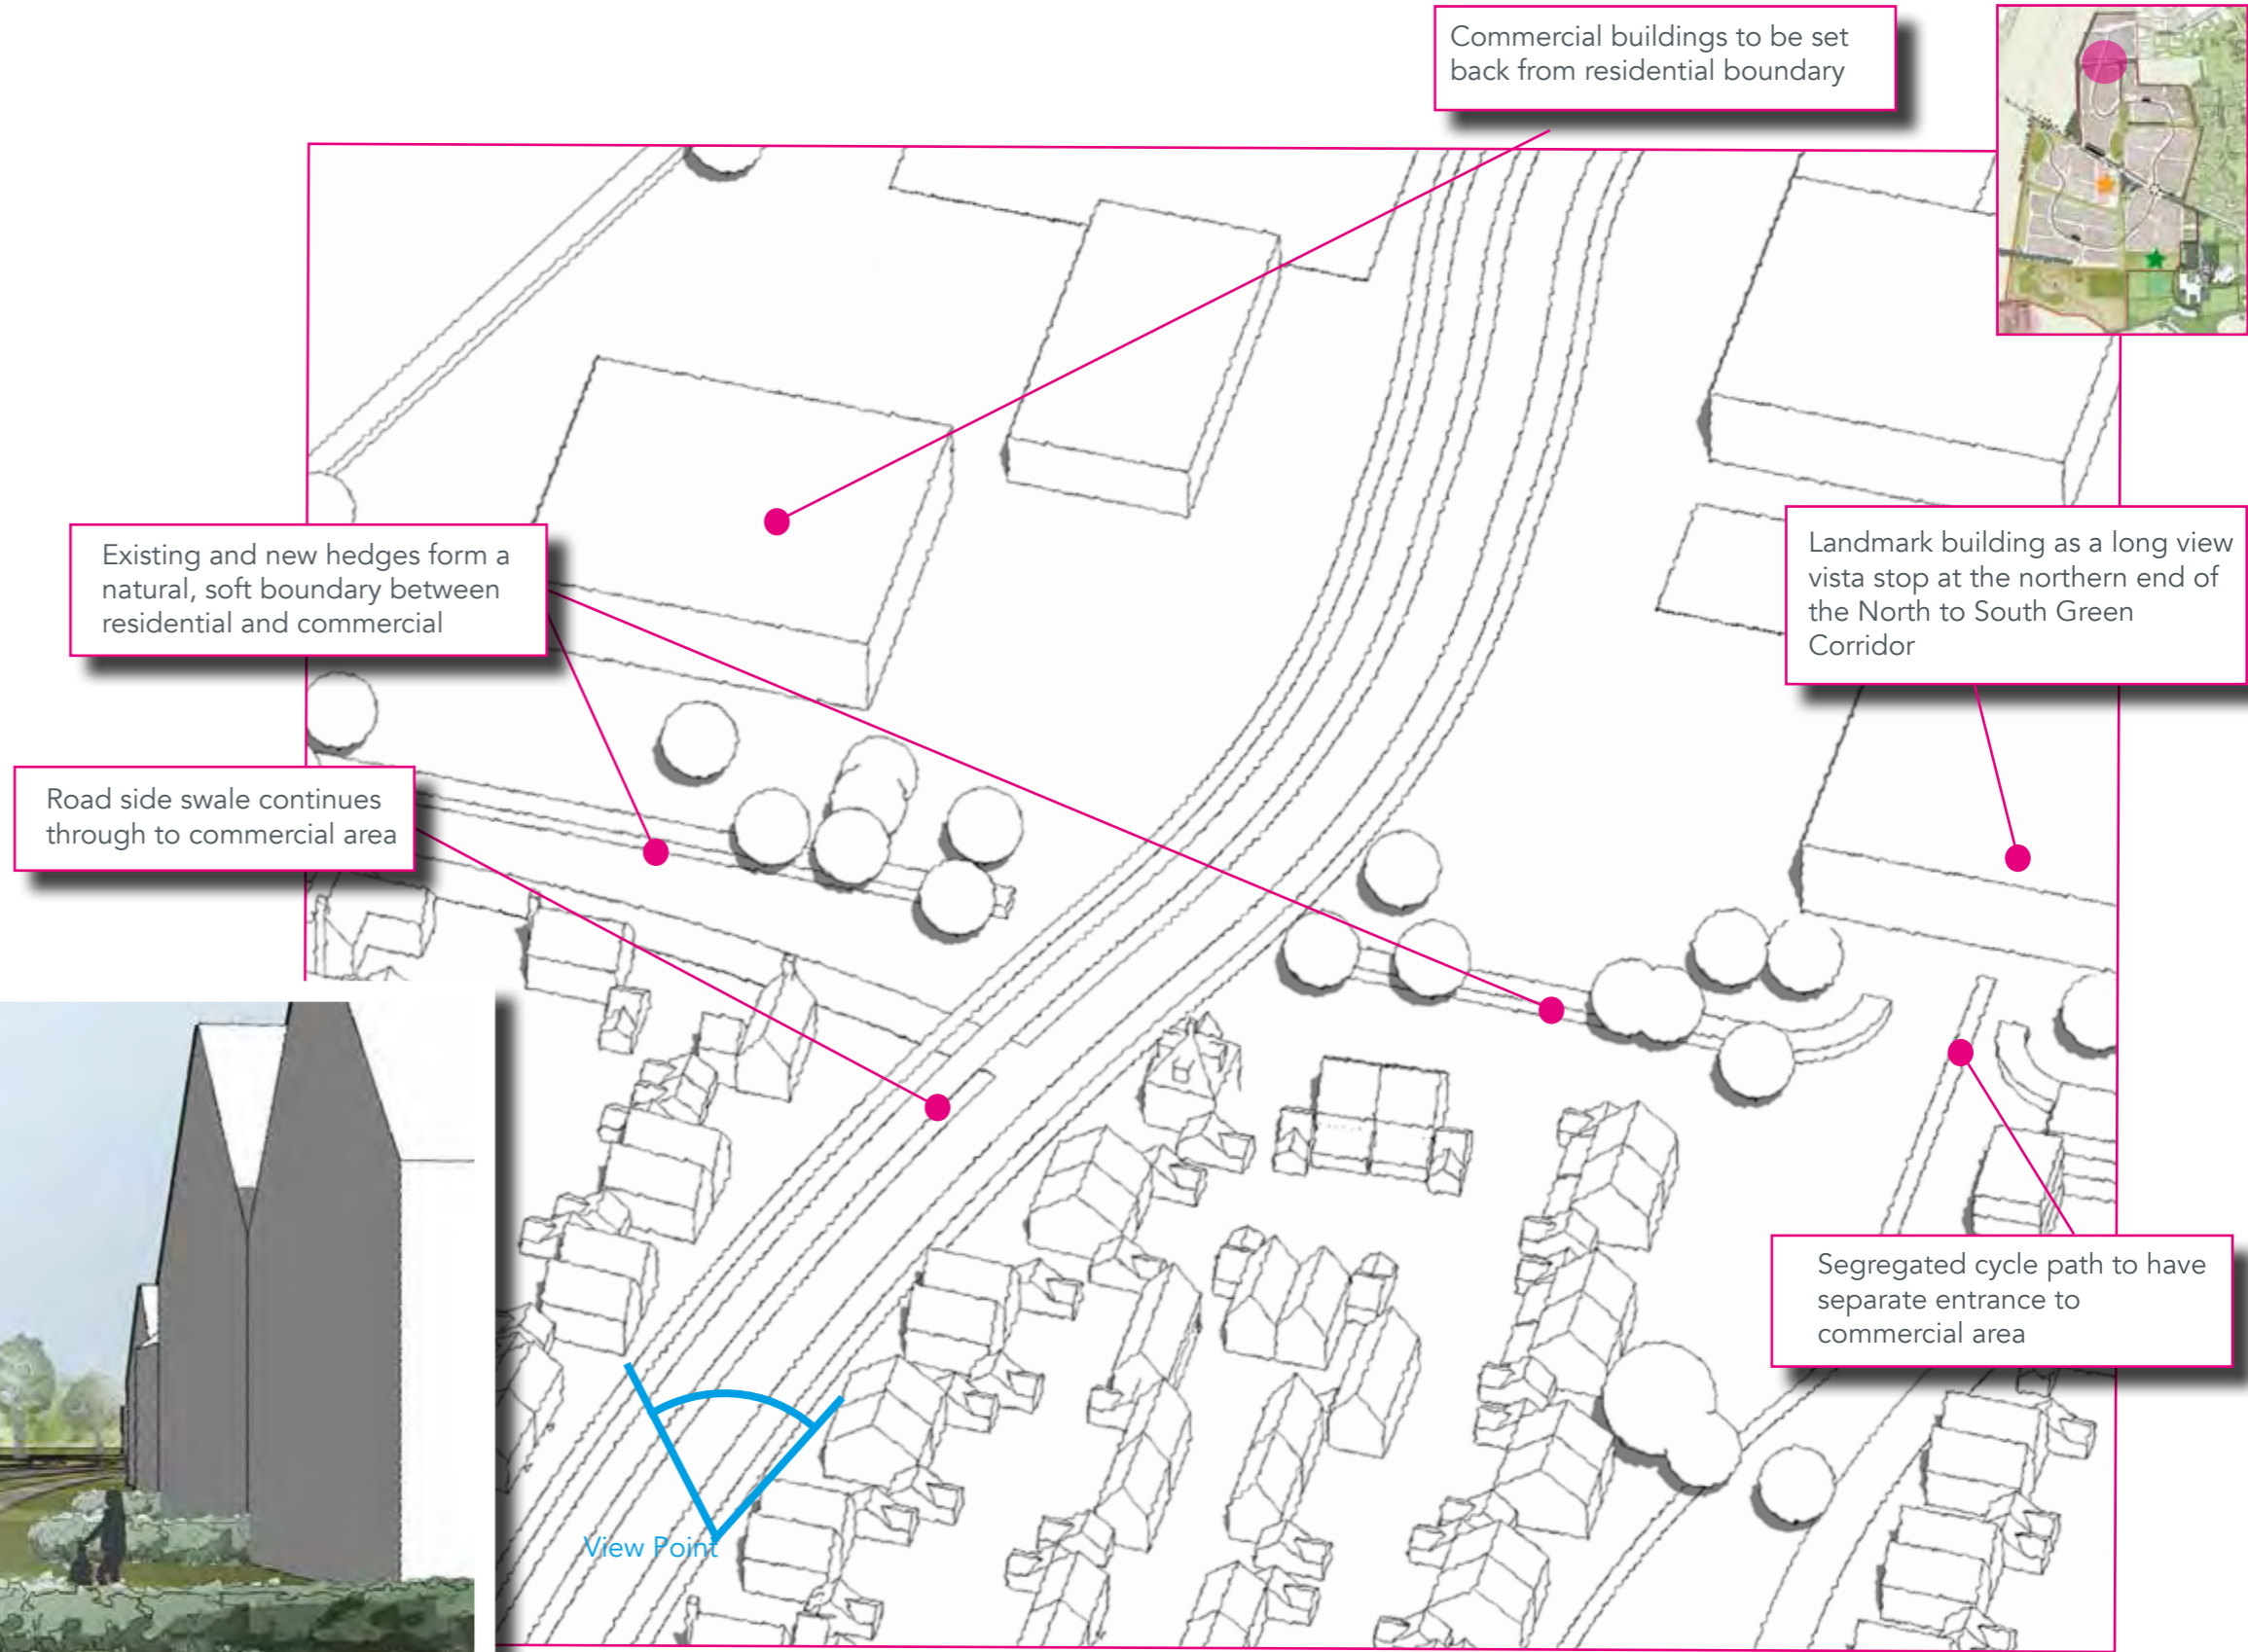 Commercial buildings to be set
back from residential boundary
Existing and new hedges form a
natural, soft boundary between
residential and commercial
Landmark building as a long view
vista stop at the northern end of
the North to South Green
Corridor
Road side swale continues
through to commercial area
Segregated cycle path to have
separate entrance to
commercial area
View Point